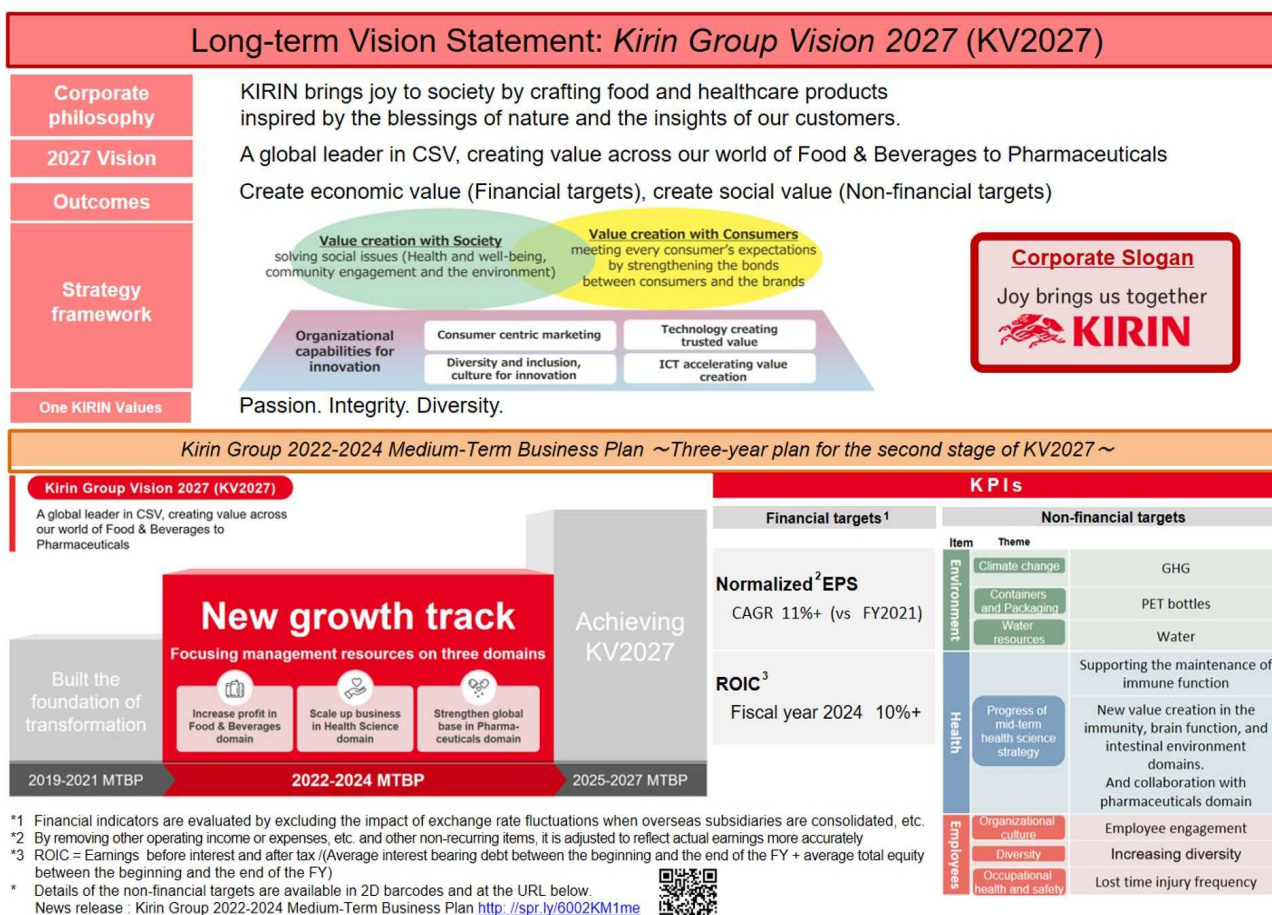 Long-term Vision Statement: Kirin Group Vision 2027 (KV2027)
Corporate
philosophy
KIRIN brings joy to society by crafting food and healthcare products
inspired by the blessings of nature and the insights of our customers.
2027 Vision
A global leader in CSV, creating value across our world of Food & Beverages to Pharmaceuticals
Outcomes
Create economic value (Financial targets), create social value (Non-financial targets)
Strategy
framework
Value creation with Society
solving social issues (Health and well-being,
community engagement and the environment)
Value creation with Consumers
meeting every consumer's expectations
by strengthening the bonds
between consumers and the brands
Organizational
capabilities for
innovation
Consumer centric marketing
Technology creating
trusted value
Diversity and inclusion,
culture for innovation
ICT accelerating value
creation
Corporate Slogan
Joy brings us together
KIRIN
One KIRIN Values
Passion. Integrity. Diversity.
Kirin Group 2022-2024 Medium-Term Business Plan ～Three-year plan for the second stage of KV2027～
Kirin Group Vision 2027 (KV2027)
A global leader in CSV, creating value across
our world of Food & Beverages to
Pharmaceuticals
Built the
foundation of
transformation
New growth track
Focusing management resources on three domains
Increase profit in
Food & Beverages
domain
Scale up business
in Health Science
domain
Strengthen global
base in Pharma-
ceuticals domain
Achieving
KV2027
2019-2021 MTBP
2022-2024 MTBP
2025-2027 MTBP
KPIs
Financial targets1
Normalized2EPS
CAGR 11%+ (vs FY2021)
ROIC3
Fiscal year 2024 10%+
Non-financial targets
Item Theme
Environment
Climate change
GHG
Containers
and Packaging
PET bottles
Water
resources
Water
Health
Progress of
mid-term
health science
strategy
Supporting the maintenance of
immune function
New value creation in the
immunity, brain function, and
intestinal environment
domains.
And collaboration with
pharmaceuticals domain
Employees
Organizational
culture
Employee engagement
Diversity
Increasing diversity
Occupational
health and safety
Lost time injury frequency
*1 Financial indicators are evaluated by excluding the impact of exchange rate fluctuations when overseas subsidiaries are consolidated, etc.
*2 By removing other operating income or expenses, etc. and other non-recurring items, it is adjusted to reflect actual earnings more accurately
*3 ROIC = Earnings before interest and after tax /(Average interest bearing debt between the beginning and the end of the FY + average total equity
between the beginning and the end of the FY)
* Details of the non-financial targets are available in 2D barcodes and at the URL below.
News release : Kirin Group 2022-2024 Medium-Term Business Plan http: //spr.ly/6002KM1me